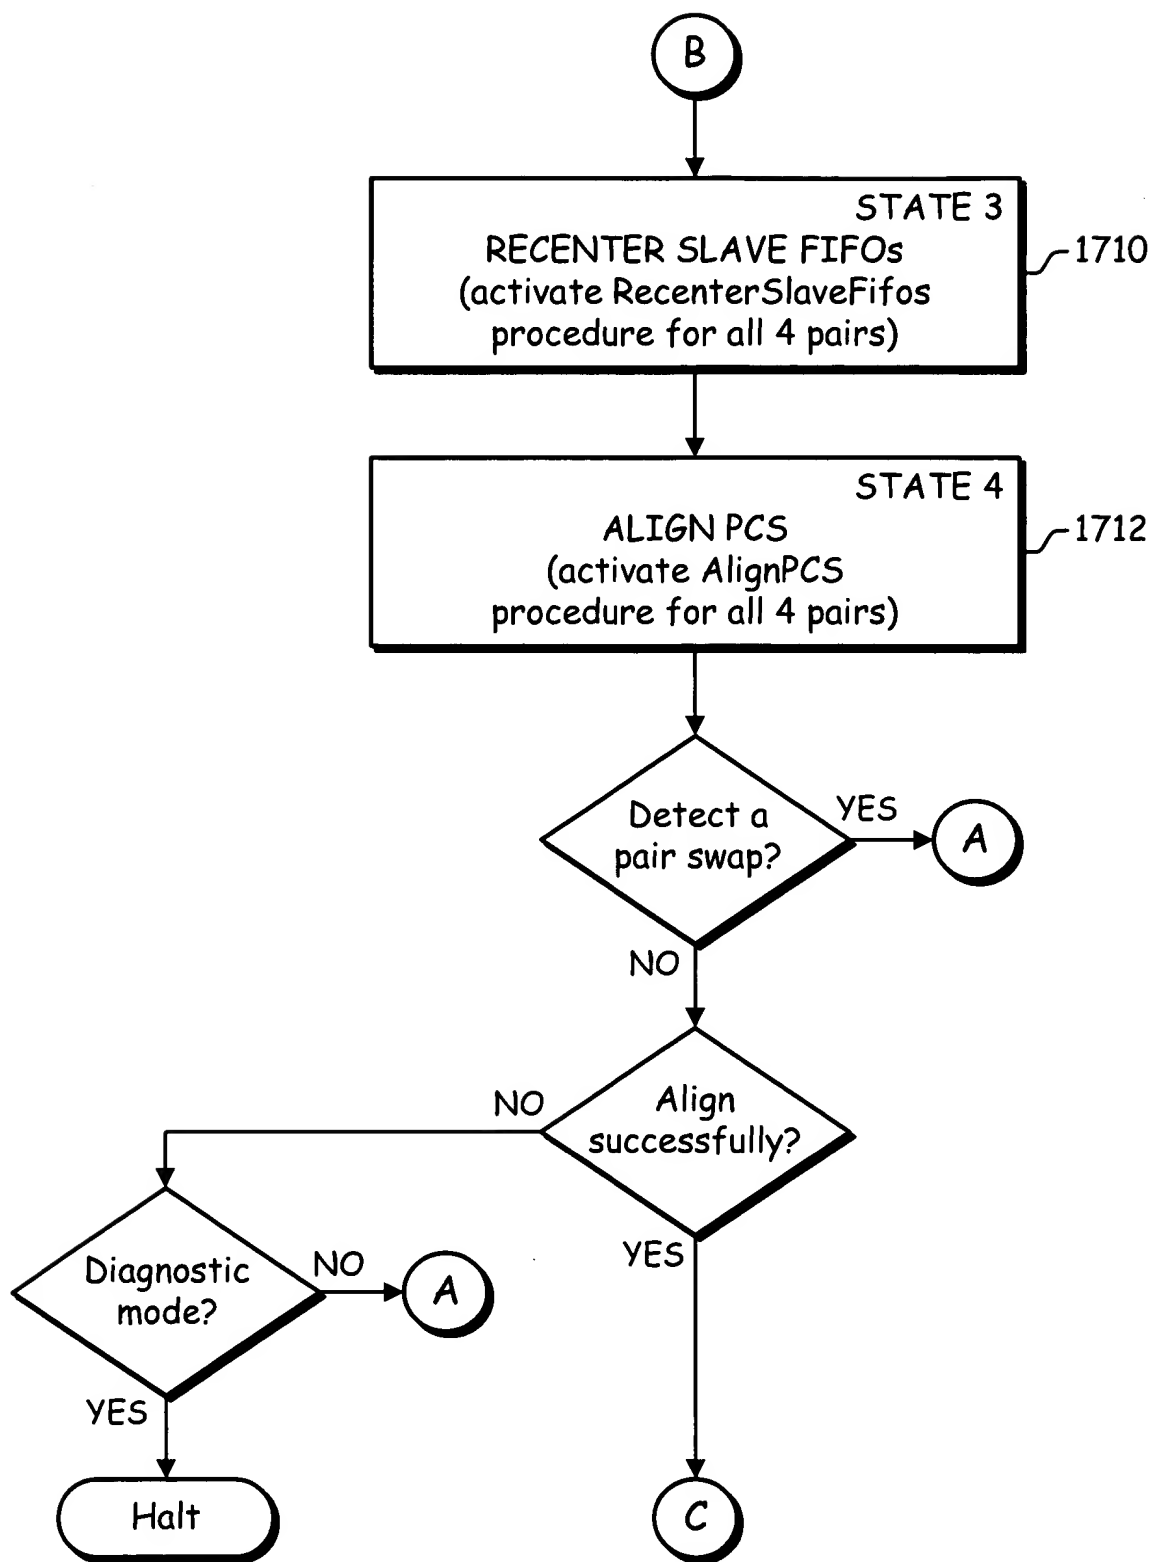 B
STATE 3
RECENTER SLAVE FIFOs
(activate RecenterSlaveFifos
procedure for all 4 pairs)
1710
STATE 4
ALIGN PCS
(activate AlignPCS
procedure for all 4 pairs)
1712
Detect a
pair swap?
YES
A
NO
Align
successfully?
NO
YES
Diagnostic
mode?
NO
A
YES
Halt
C